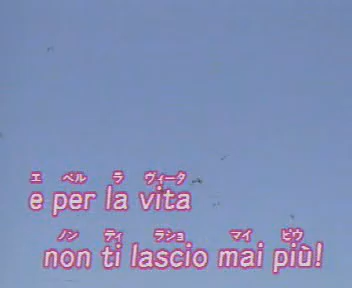 エ ペル ラ ヴィータ
e per la vita
ノン ティ ラショ マイ ピウ
non ti lascio mai più!